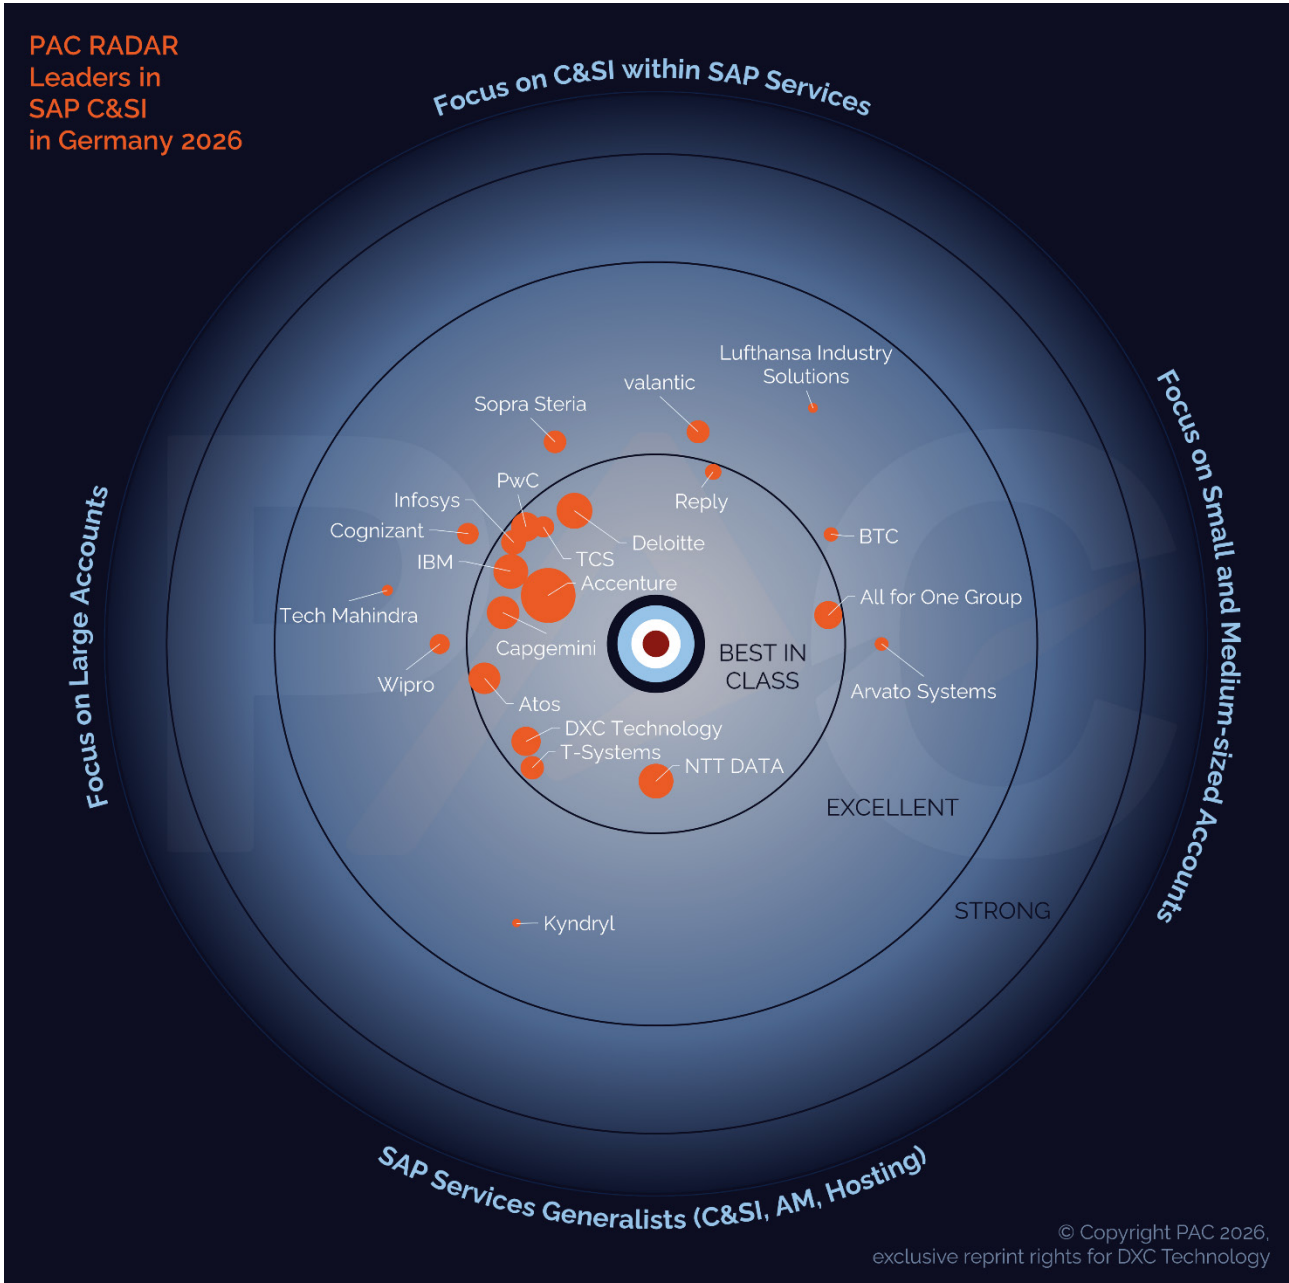 PAC RADAR
Leaders in
SAP C&SI
in Germany 2026
Focus on C&SI within SAP Services
Lufthansa Industry
Solutions
valantic
Sopra Steria
PwC
Infosys
Reply
Cognizant
Deloitte
BTC
IBM
TCS
Accenture
All for One Group
Tech Mahindra
Capgemini
BEST IN
CLASS
Wipro
Arvato Systems
Atos
DXC Technology
T-Systems
NTT DATA
EXCELLENT
STRONG
Kyndryl
Focus on Large Accounts
Focus on Small and Medium-sized Accounts
SAP Services Generalists (C&SI, AM, Hosting)
PAC
© Copyright PAC 2026,
exclusive reprint rights for DXC Technology